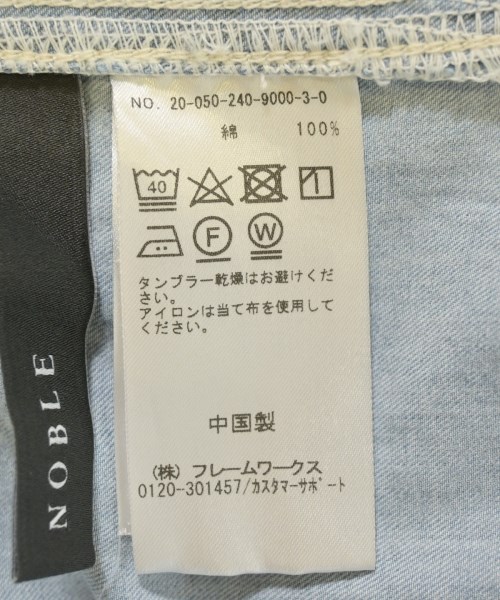 NO. 20-050-240-9000-3-0
綿 100%
40
F W
タンブラー乾燥はお避けくだ
さい。
アイロンは当て布を使用して
ください。
中国製
(株) フレームワークス
0120-301457/カスタマーサポート
NOBLE